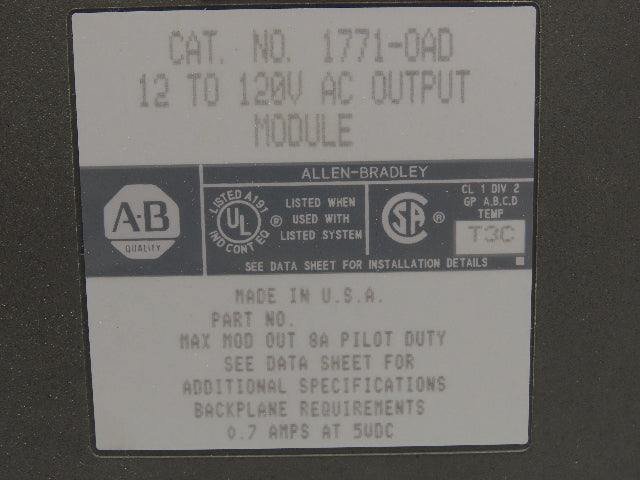 CAT. NO. 1771-OAD
12 TO 120V AC OUTPUT
MODULE
ALLEN-BRADLEY
A-B
QUALITY
LISTED A191
UL
IND CONT EQ
®
LISTED WHEN
USED WITH
LISTED SYSTEM
SA
®
CL 1 DIV 2
GP A,B,C,D
TEMP
T3C
SEE DATA SHEET FOR INSTALLATION DETAILS
MADE IN U.S.A.
PART NO.
MAX MOD OUT 8A PILOT DUTY
SEE DATA SHEET FOR
ADDITIONAL SPECIFICATIONS
BACKPLANE REQUIREMENTS
0.7 AMPS AT 5VDC